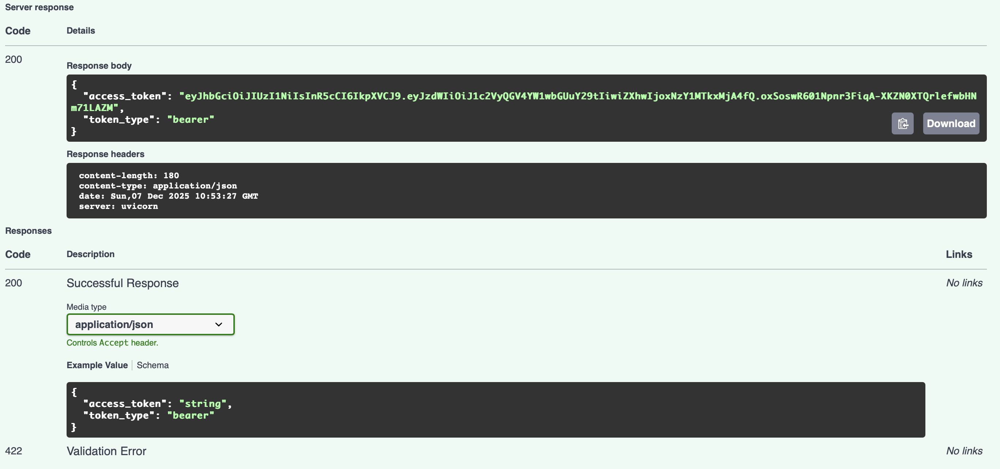 Server response
Code Details
200
Response body
{
  "access_token": "eyJhbGciOiJIUzI1NiIsInR5cCI6IkpXVCJ9.eyJzdWIiOiJ1c2VyQGV4YW1wbGUuY29tIiwiZXhwIjoxNzY1MTkxMjA4fQ.oxSoswR601Npnr3FiqA-XKZN0XTQrlefwbHN
m71LAZM",
  "token_type": "bearer"
}
Download
Response headers
content-length: 180
content-type: application/json
date: Sun,07 Dec 2025 10:53:27 GMT
server: uvicorn
Responses
Code Description Links
200 Successful Response No links
Media type
application/json
Controls Accept header.
Example Value Schema
{
  "access_token": "string",
  "token_type": "bearer"
}
422 Validation Error No links